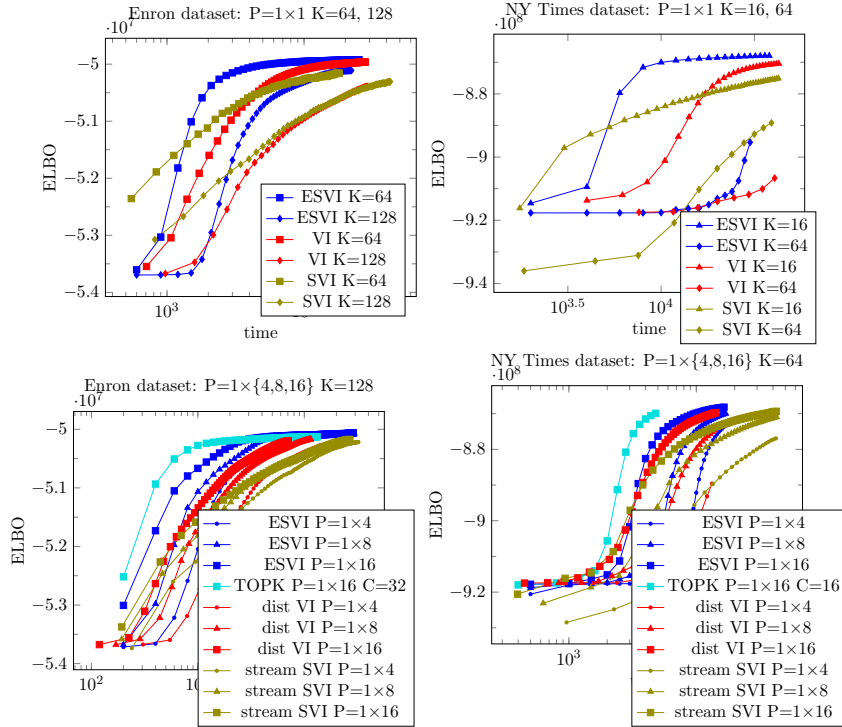 Enron dataset: P=1×1 K=64, 128
·10^7
−5
−5.1
−5.2
−5.3
−5.4
ELBO
10^3
time
ESVI K=64
ESVI K=128
VI K=64
VI K=128
SVI K=64
SVI K=128
NY Times dataset: P=1×1 K=16, 64
·10^8
−8.8
−9
−9.2
−9.4
ELBO
10^3.5
10^4
time
ESVI K=16
ESVI K=64
VI K=16
VI K=64
SVI K=16
SVI K=64
Enron dataset: P=1×{4,8,16} K=128
·10^7
−5
−5.1
−5.2
−5.3
−5.4
ELBO
10^2
ESVI P=1×4
ESVI P=1×8
ESVI P=1×16
TOPK P=1×16 C=32
dist VI P=1×4
dist VI P=1×8
dist VI P=1×16
stream SVI P=1×4
stream SVI P=1×8
stream SVI P=1×16
NY Times dataset: P=1×{4,8,16} K=64
·10^8
−8.8
−9
−9.2
ELBO
10^3
ESVI P=1×4
ESVI P=1×8
ESVI P=1×16
TOPK P=1×16 C=16
dist VI P=1×4
dist VI P=1×8
dist VI P=1×16
stream SVI P=1×4
stream SVI P=1×8
stream SVI P=1×16